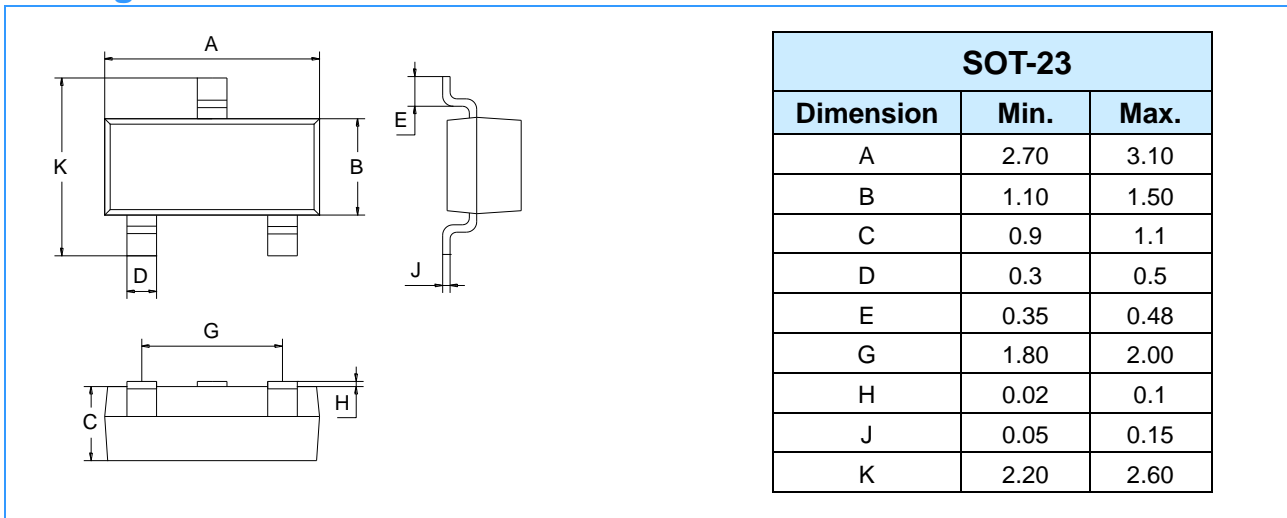 A
E
K
B
D
J
G
H
C
SOT-23
Dimension Min. Max.
A 2.70 3.10
B 1.10 1.50
C 0.9 1.1
D 0.3 0.5
E 0.35 0.48
G 1.80 2.00
H 0.02 0.1
J 0.05 0.15
K 2.20 2.60